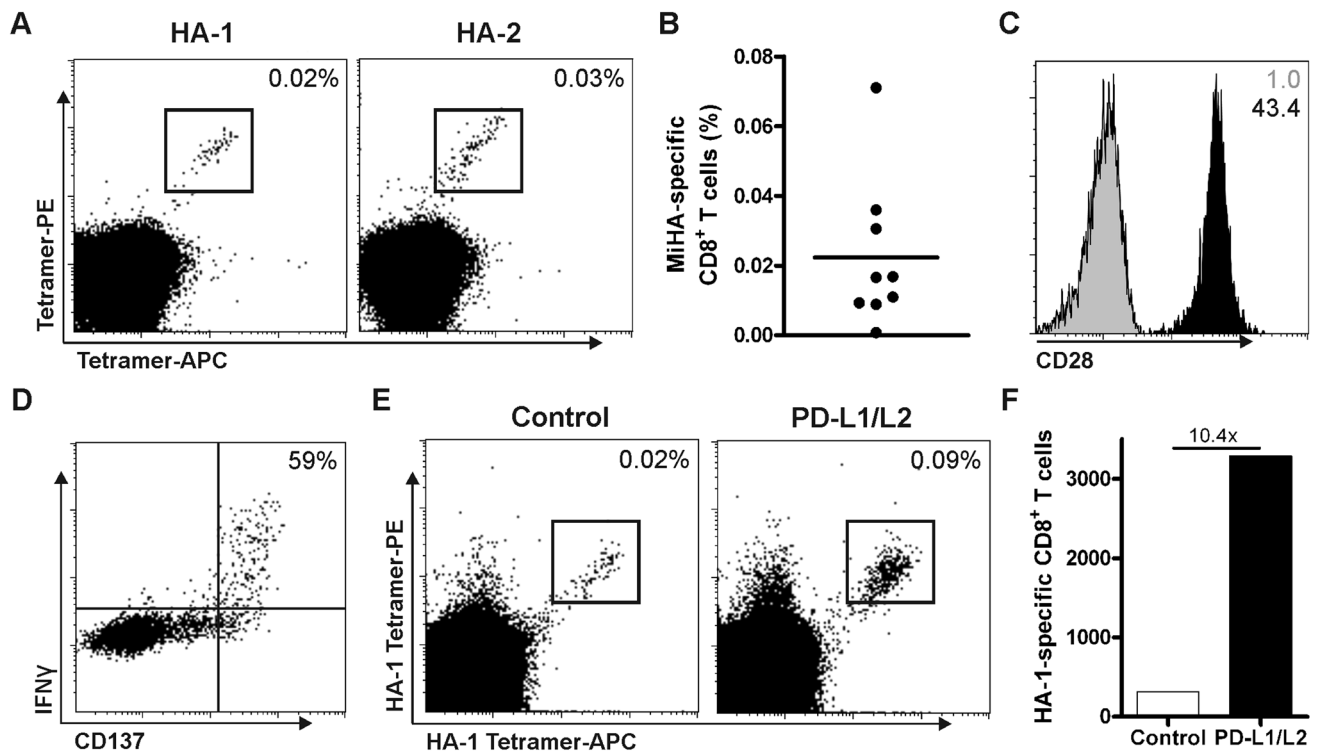 A
HA-1
HA-2
0.02%
0.03%
Tetramer-PE
Tetramer-APC
B
MiHA-specific
CD8+ T cells (%)
0.08
0.06
0.04
0.02
0.00
C
1.0
43.4
CD28
D
59%
IFNγ
CD137
E
Control
PD-L1/L2
0.02%
0.09%
HA-1 Tetramer-PE
HA-1 Tetramer-APC
F
HA-1-specific CD8+ T cells
10.4x
3000
2000
1000
0
Control PD-L1/L2